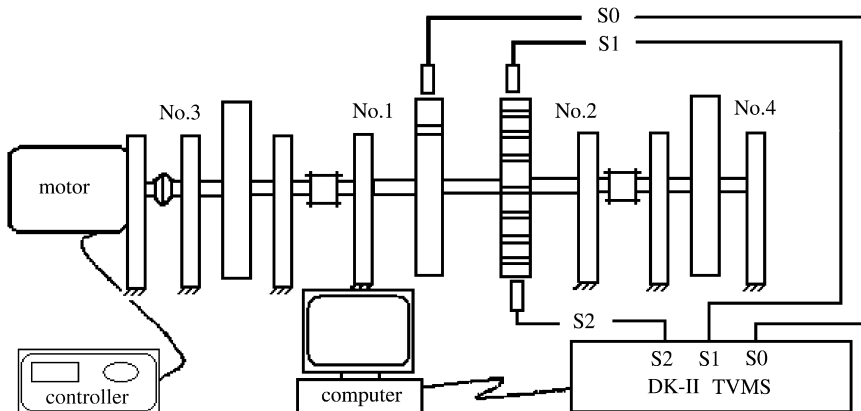 S0
S1
No.3
No.1
No.2
No.4
motor
S2
S2 S1 S0
DK-II TVMS
controller
computer